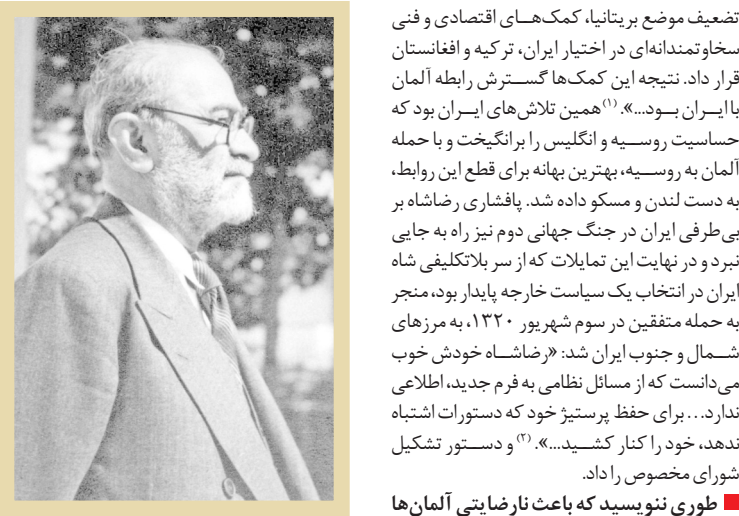 تضعیف موضع بریتانیا، کمک‌هــای اقتصادی و فنی
سخاوتمندانه‌ای در اختیار ایران، ترکیه و افغانستان
قرار داد. نتیجه این کمک‌ها گســترش رابطه آلمان
با ایــران بــود...». (۱) همین تلاش‌های ایــران بود که
حساسیت روســیه و انگلیس را برانگیخت و با حمله
آلمان به روســیه، بهترین بهانه برای قطع این روابط،
به دست لندن و مسکو داده شد. پافشاری رضاشاه بر
بی‌طرفی ایران در جنگ جهانی دوم نیز راه به جایی
نبرد و در نهایت این تمایلات که از سر بلاتکلیفی شاه
ایران در انتخاب یک سیاست خارجه پایدار بود، منجر
به حمله متفقین در سوم شهریور ۱۳۲۰، به مرزهای
شــمال و جنوب ایران شد: «رضاشــاه خودش خوب
می‌دانست که از مسائل نظامی به فرم جدید، اطلاعی
ندارد... برای حفظ پرستیژ خود که دستورات اشتباه
ندهد، خود را کنار کشــید...». (۲) و دســتور تشکیل
شورای مخصوص را داد.
■ طوری ننویسید که باعث نارضایتی آلمان‌ها